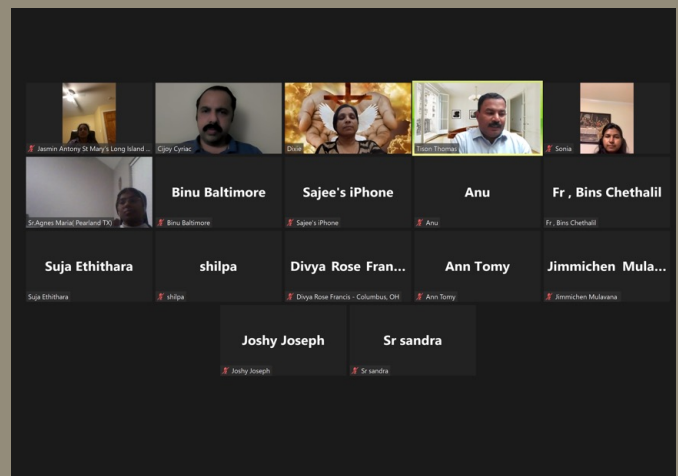 Jasmin Antony St Mary's Long Island ...
Cijoy Cyriac
Dixie
Tison Thomas
Sonia
Sr.Agnes Maria( Pearland TX)
Binu Baltimore
Binu Baltimore
Sajee's iPhone
Sajee's iPhone
Anu
Anu
Fr , Bins Chethalil
Fr , Bins Chethalil
Suja Ethithara
Suja Ethithara
shilpa
shilpa
Divya Rose Fran...
Divya Rose Francis - Columbus, OH
Ann Tomy
Ann Tomy
Jimmichen Mula...
Jimmichen Mulavana
Joshy Joseph
Joshy Joseph
Sr sandra
Sr sandra